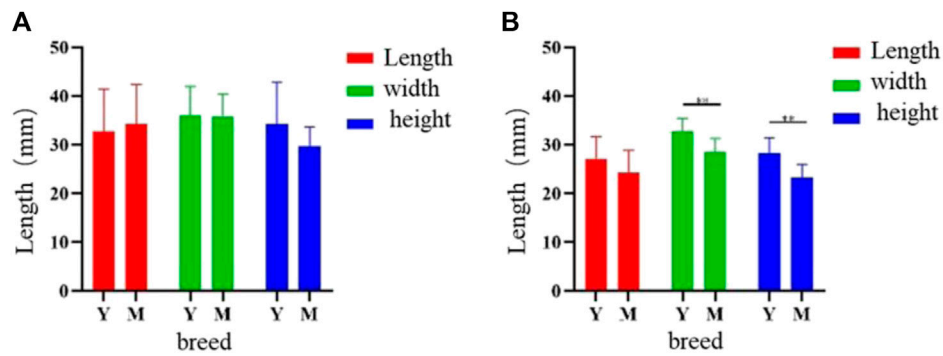 A
50
40
30
20
10
0
Length（mm）
Y M Y M Y M
breed
Length
width
height
B
50
40
30
20
10
0
Length（mm）
Y M Y M Y M
breed
**
Length
width
height